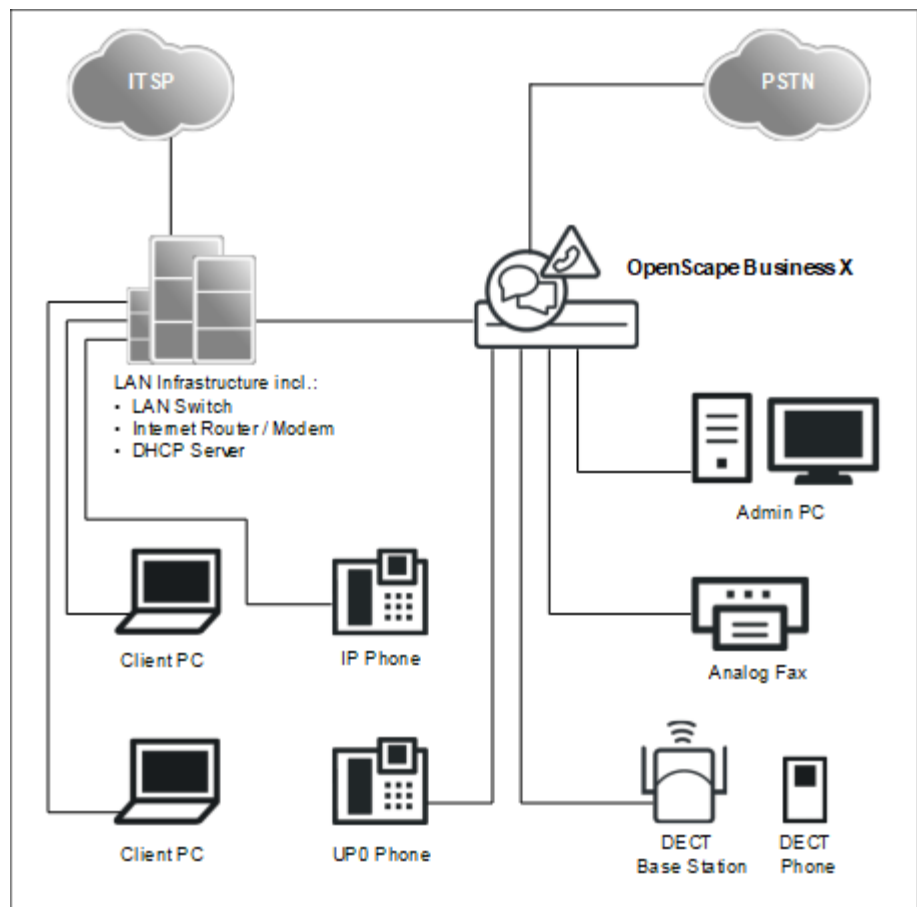 ITSP
PSTN
OpenScape Business X
LAN Infrastructure incl.:
• LAN Switch
• Internet Router / Modem
• DHCP Server
Admin PC
Client PC
IP Phone
Analog Fax
Client PC
UP0 Phone
DECT
Base Station
DECT
Phone